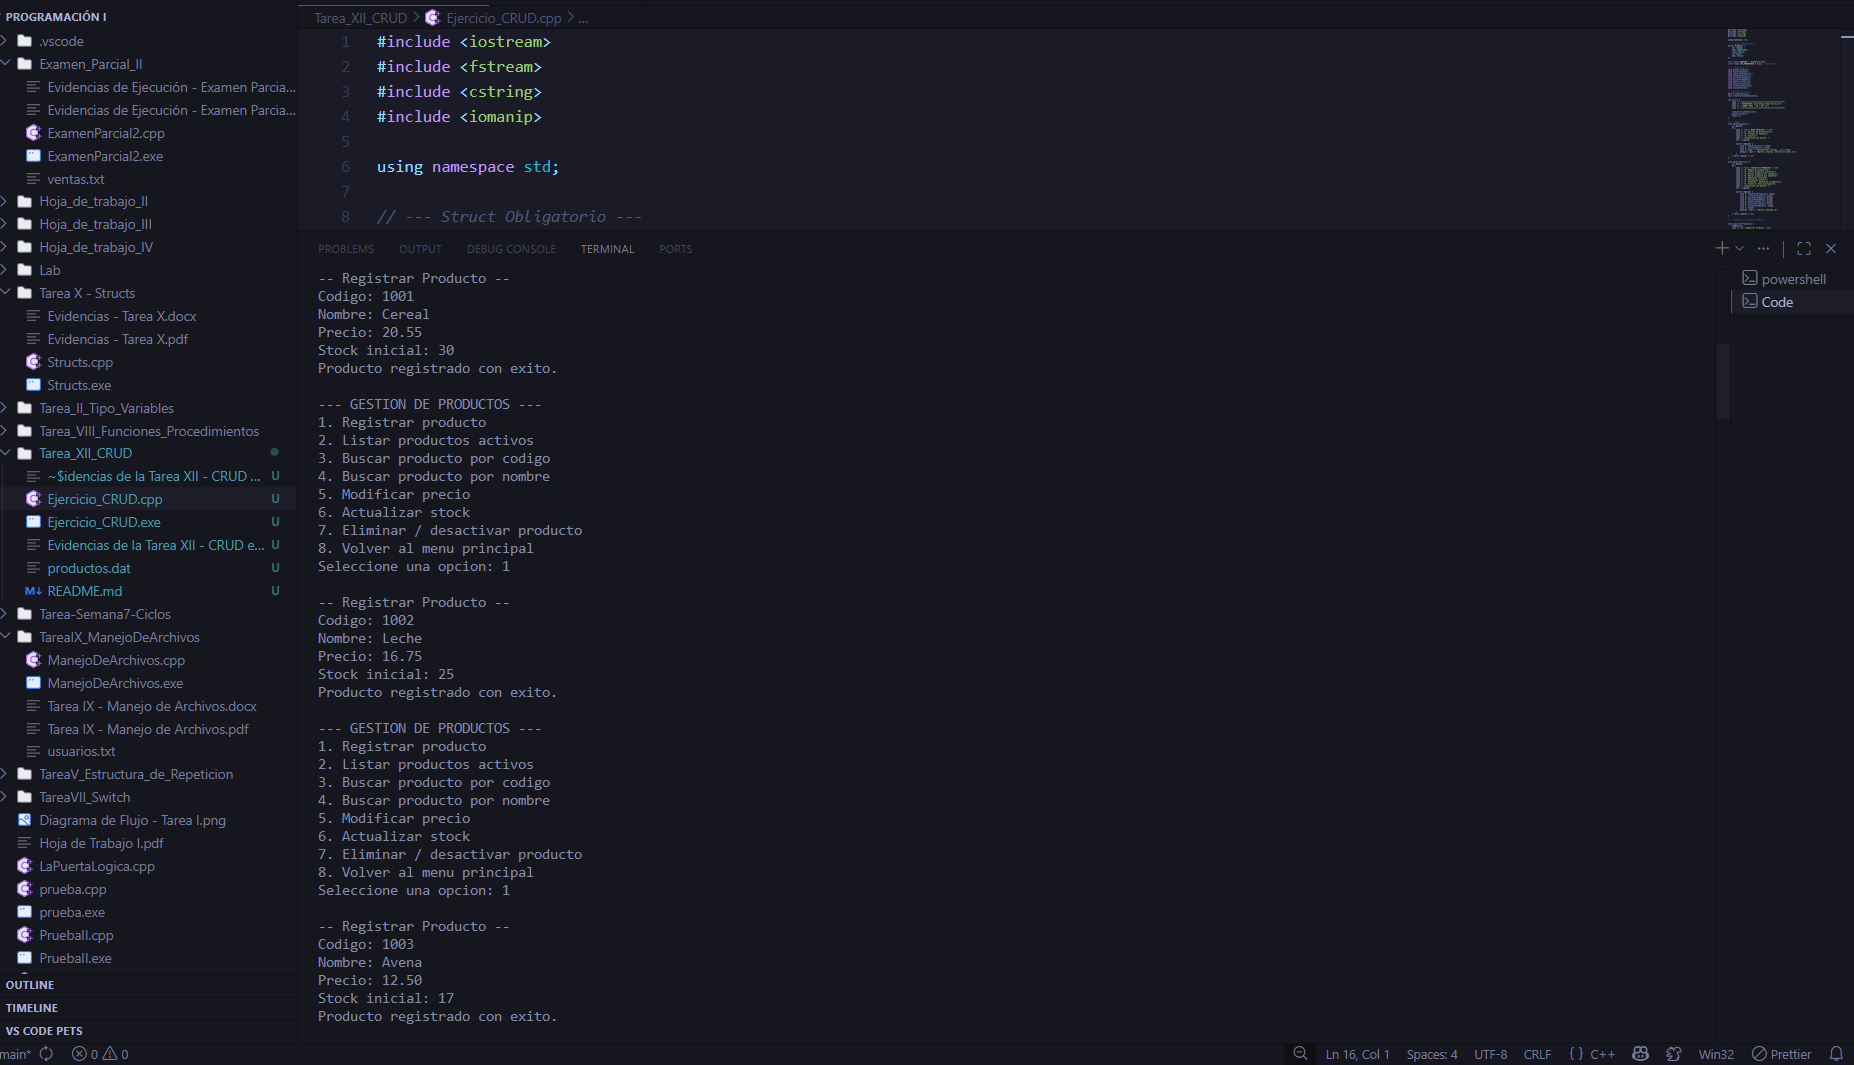 PROGRAMACIÓN I
.vscode
Examen_Parcial_II
Evidencias de Ejecución - Examen Parcia...
Evidencias de Ejecución - Examen Parcia...
ExamenParcial2.cpp
ExamenParcial2.exe
ventas.txt
Hoja_de_trabajo_II
Hoja_de_trabajo_III
Hoja_de_trabajo_IV
Lab
Tarea X - Structs
Evidencias - Tarea X.docx
Evidencias - Tarea X.pdf
Structs.cpp
Structs.exe
Tarea_II_Tipo_Variables
Tarea_VIII_Funciones_Procedimientos
Tarea_XII_CRUD
~$idencias de la Tarea XII - CRUD ... U
Ejercicio_CRUD.cpp U
Ejercicio_CRUD.exe U
Evidencias de la Tarea XII - CRUD e... U
productos.dat U
README.md U
Tarea-Semana7-Ciclos
TareaIX_ManejoDeArchivos
ManejoDeArchivos.cpp
ManejoDeArchivos.exe
Tarea IX - Manejo de Archivos.docx
Tarea IX - Manejo de Archivos.pdf
usuarios.txt
TareaV_Estructura_de_Repeticion
TareaVII_Switch
Diagrama de Flujo - Tarea I.png
Hoja de Trabajo I.pdf
LaPuertaLogica.cpp
prueba.cpp
prueba.exe
PruebaII.cpp
PruebaII.exe
OUTLINE
TIMELINE
VS CODE PETS
Tarea_XII_CRUD > Ejercicio_CRUD.cpp > ...
1 #include <iostream>
2 #include <fstream>
3 #include <cstring>
4 #include <iomanip>
5
6 using namespace std;
7
8 // --- Struct Obligatorio ---
PROBLEMS OUTPUT DEBUG CONSOLE TERMINAL PORTS
-- Registrar Producto --
Codigo: 1001
Nombre: Cereal
Precio: 20.55
Stock inicial: 30
Producto registrado con exito.
--- GESTION DE PRODUCTOS ---
1. Registrar producto
2. Listar productos activos
3. Buscar producto por codigo
4. Buscar producto por nombre
5. Modificar precio
6. Actualizar stock
7. Eliminar / desactivar producto
8. Volver al menu principal
Seleccione una opcion: 1
-- Registrar Producto --
Codigo: 1002
Nombre: Leche
Precio: 16.75
Stock inicial: 25
Producto registrado con exito.
--- GESTION DE PRODUCTOS ---
1. Registrar producto
2. Listar productos activos
3. Buscar producto por codigo
4. Buscar producto por nombre
5. Modificar precio
6. Actualizar stock
7. Eliminar / desactivar producto
8. Volver al menu principal
Seleccione una opcion: 1
-- Registrar Producto --
Codigo: 1003
Nombre: Avena
Precio: 12.50
Stock inicial: 17
Producto registrado con exito.
powershell
Code
main* 0 0 Ln 16, Col 1 Spaces: 4 UTF-8 CRLF {} C++ Win32 Prettier